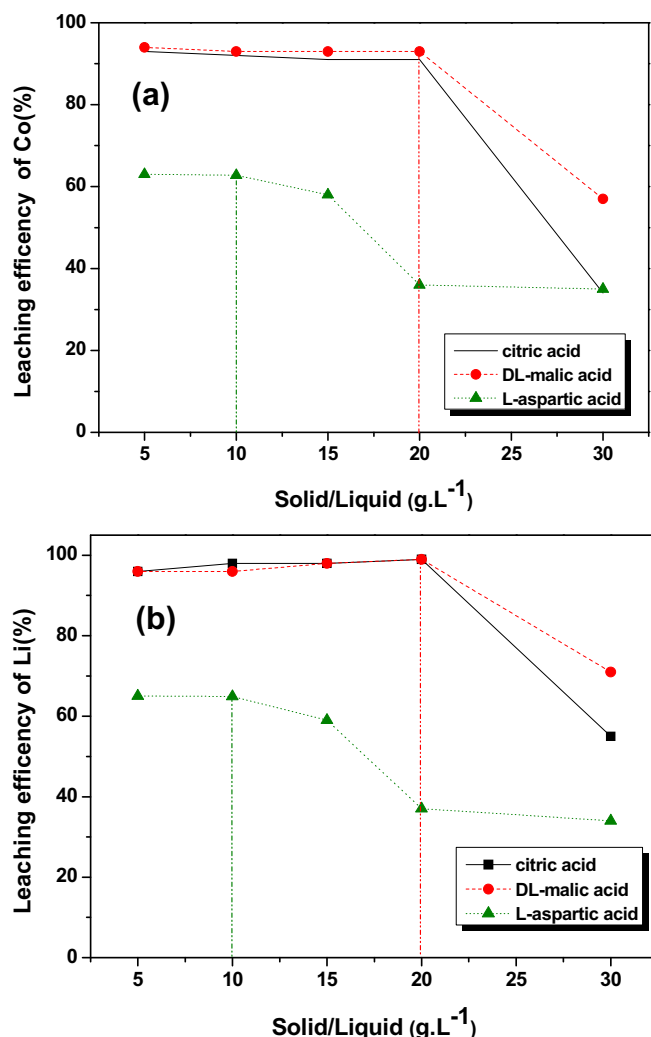 100
80
60
40
20
0
Leaching efficency of Co(%)
(a)
citric acid
DL-malic acid
L-aspartic acid
5 10 15 20 25 30
Solid/Liquid (g.L-1)
100
80
60
40
20
0
Leaching efficency of Li(%)
(b)
citric acid
DL-malic acid
L-aspartic acid
5 10 15 20 25 30
Solid/Liquid (g.L-1)